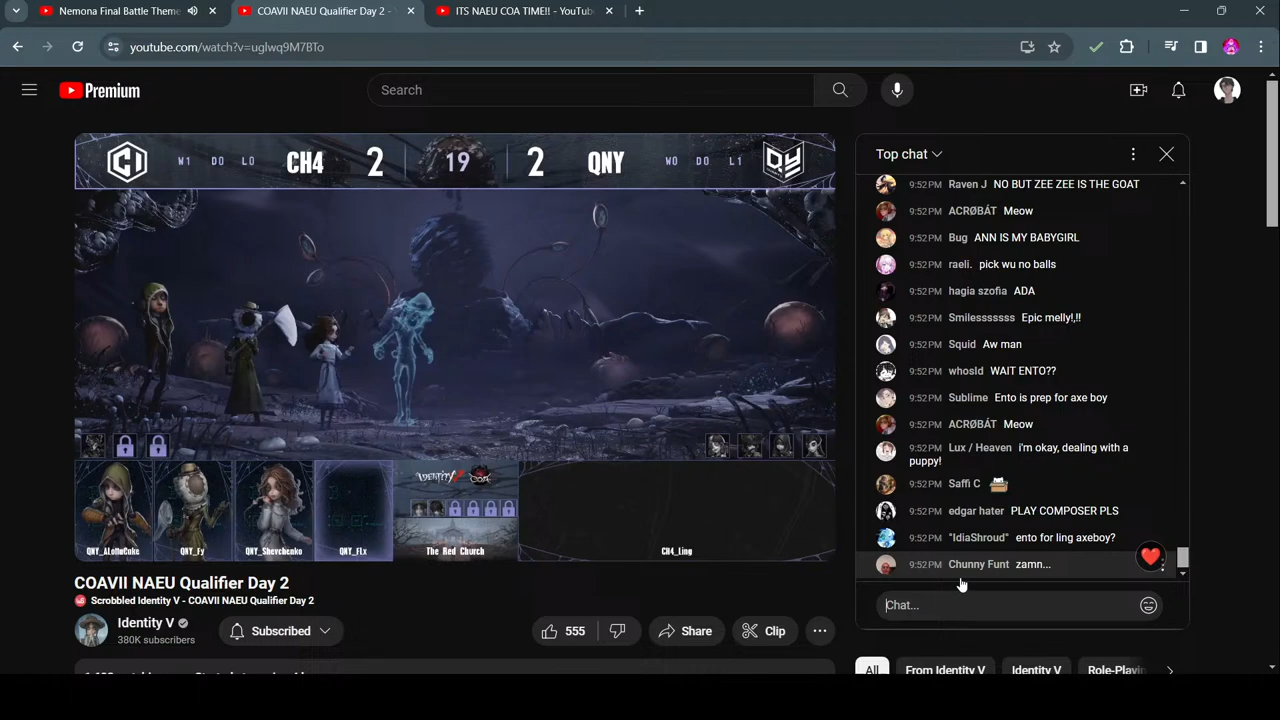 Nemona Final Battle Theme
COAVII NAEU Qualifier Day 2 -
ITS NAEU COA TIME!! - YouTube
youtube.com/watch?v=uglwq9M7BTo
Premium
Search
W1 D0 L0 CH4 2 19 2 QNY W0 D0 L1
Top chat
9:52PM Raven J NO BUT ZEE ZEE IS THE GOAT
9:52PM ACRØBÁT Meow
9:52PM Bug ANN IS MY BABYGIRL
9:52PM raeli. pick wu no balls
9:52PM hagia szofia ADA
9:52PM Smilesssssss Epic melly!,!!
9:52PM Squid Aw man
9:52PM whosId WAIT ENTO??
9:52PM Sublime Ento is prep for axe boy
9:52PM ACRØBÁT Meow
9:52PM Lux / Heaven i'm okay, dealing with a
puppy!
9:52PM Saffi C
9:52PM edgar hater PLAY COMPOSER PLS
9:52PM "IdiaShroud" ento for ling axeboy?
9:52PM Chunny Funt zamn...
Chat...
IDENTITY V
QNY_Fy
QNY_Shevchenko
QNY_Flx
The Red Church
CH4_Ling
COAVII NAEU Qualifier Day 2
Scrobbled Identity V - COAVII NAEU Qualifier Day 2
Identity V
380K subscribers
Subscribed
555
Share
Clip
All
From Identity V
Identity V
Role-Playin